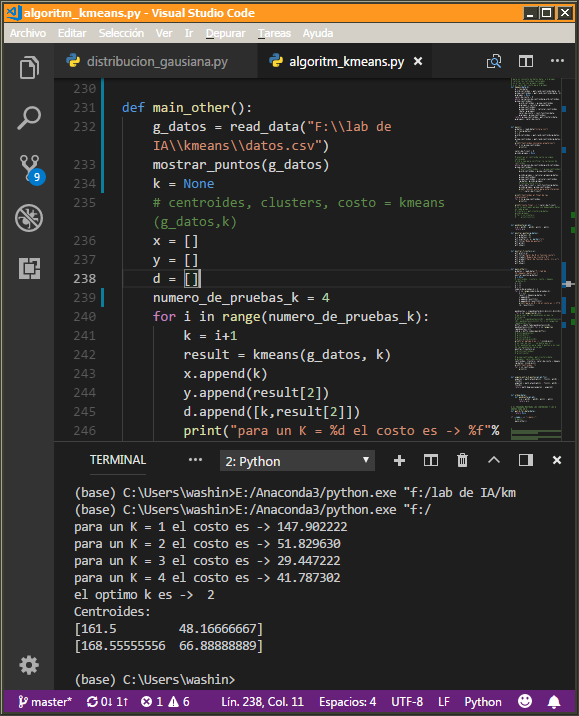 algoritm_kmeans.py - Visual Studio Code
Archivo Editar Selección Ver Ir Depurar Tareas Ayuda
distribucion_gausiana.py algoritm_kmeans.py
230
231 def main_other():
232 g_datos = read_data("F:\\lab de
IA\\kmeans\\datos.csv")
233 mostrar_puntos(g_datos)
234 k = None
235 # centroides, clusters, costo = kmeans
(g_datos,k)
236 x = []
237 y = []
238 d = []
239 numero_de_pruebas_k = 4
240 for i in range(numero_de_pruebas_k):
241 k = i+1
242 result = kmeans(g_datos, k)
243 x.append(k)
244 y.append(result[2])
245 d.append([k,result[2]])
246 print("para un K = %d el costo es -> %f"%
9
TERMINAL ··· 2: Python
(base) C:\Users\washin>E:/Anaconda3/python.exe "f:/lab de IA/km
(base) C:\Users\washin>E:/Anaconda3/python.exe "f:/
para un K = 1 el costo es -> 147.902222
para un K = 2 el costo es -> 51.829630
para un K = 3 el costo es -> 29.447222
para un K = 4 el costo es -> 41.787302
el optimo k es -> 2
Centroides:
[161.5 48.16666667]
[168.55555556 66.88888889]
(base) C:\Users\washin>
master* 0↓ 1↑ 1 6 Lín. 238, Col. 11 Espacios: 4 UTF-8 LF Python